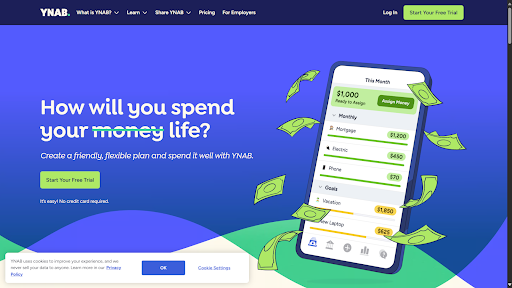 YNAB.
What is YNAB?
Learn
Share YNAB
Pricing
For Employers
Log In
Start Your Free Trial
How will you spend
your money life?
Create a friendly, flexible plan and spend it well with YNAB.
Start Your Free Trial
It's easy! No credit card required.
This Month
$1,000
Ready to Assign
Assign Money
Monthly
Mortgage
$1,200
Electric
$450
Phone
$70
Goals
Vacation
$1,850
New Laptop
$625
YNAB uses cookies to improve your experience, and we
never sell your data to anyone. Learn more in our Privacy
Policy
OK
Cookie Settings